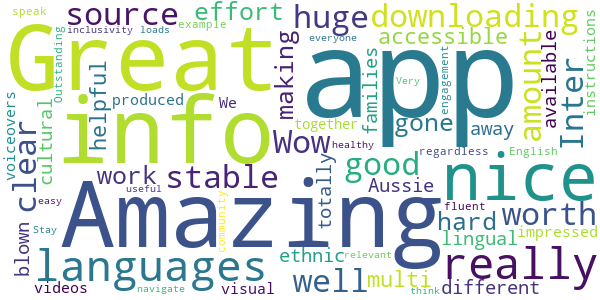 speak
source
effort
huge
downloading
Outstanding
inclusivity
loads
example
everyone
Great
app
accessible
making
families
engagement
amount
available
instructions
voiceovers
cultural
helpful
produced
We
info
Wow
together
gone
Very
away
Inter
healthy
English
regardless
clear
work
stable
good
Aussie
nice
useful
easy
Amazing
totally
fluent
hard
worth
community
lingual
impressed
Stay
blown
languages
ethnic
really
well
multi
relevant
different
videos
visual
navigate
think